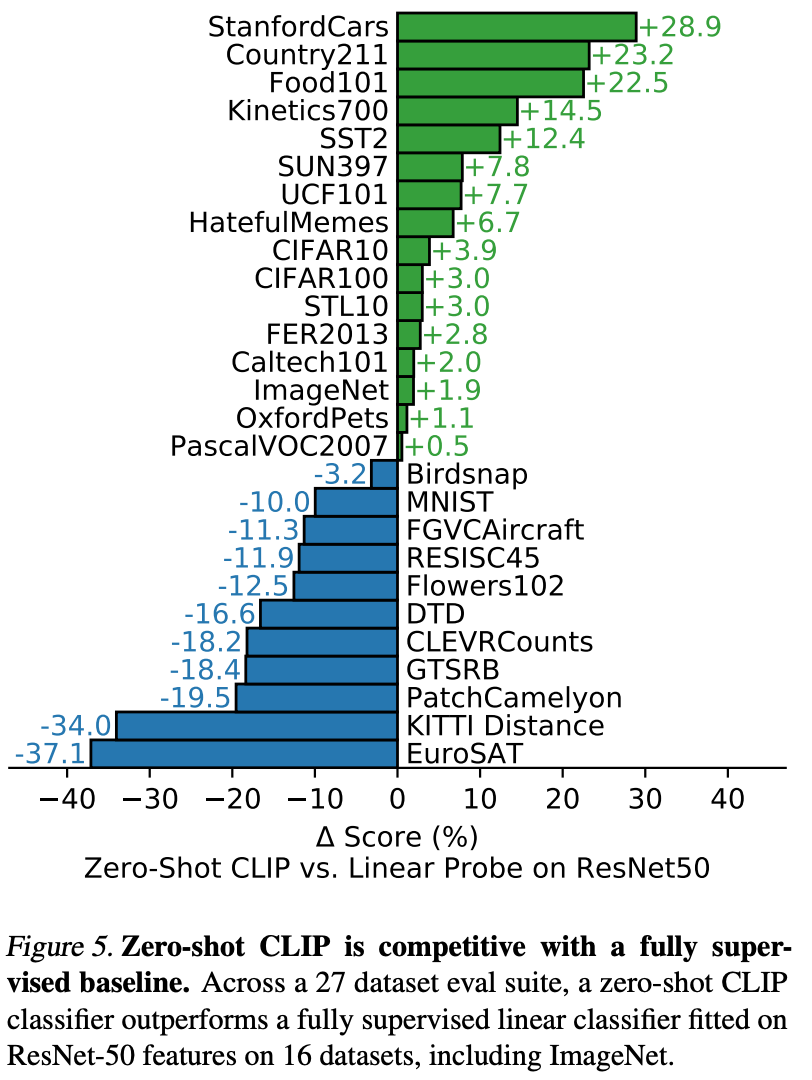 StanfordCars +28.9
Country211 +23.2
Food101 +22.5
Kinetics700 +14.5
SST2 +12.4
SUN397 +7.8
UCF101 +7.7
HatefulMemes +6.7
CIFAR10 +3.9
CIFAR100 +3.0
STL10 +3.0
FER2013 +2.8
Caltech101 +2.0
ImageNet +1.9
OxfordPets +1.1
PascalVOC2007 +0.5
-3.2 Birdsnap
-10.0 MNIST
-11.3 FGVCAircraft
-11.9 RESISC45
-12.5 Flowers102
-16.6 DTD
-18.2 CLEVRCounts
-18.4 GTSRB
-19.5 PatchCamelyon
-34.0 KITTI Distance
-37.1 EuroSAT
−40 −30 −20 −10 0 10 20 30 40
Δ Score (%)
Zero-Shot CLIP vs. Linear Probe on ResNet50
Figure 5. Zero-shot CLIP is competitive with a fully super-
vised baseline. Across a 27 dataset eval suite, a zero-shot CLIP
classifier outperforms a fully supervised linear classifier fitted on
ResNet-50 features on 16 datasets, including ImageNet.